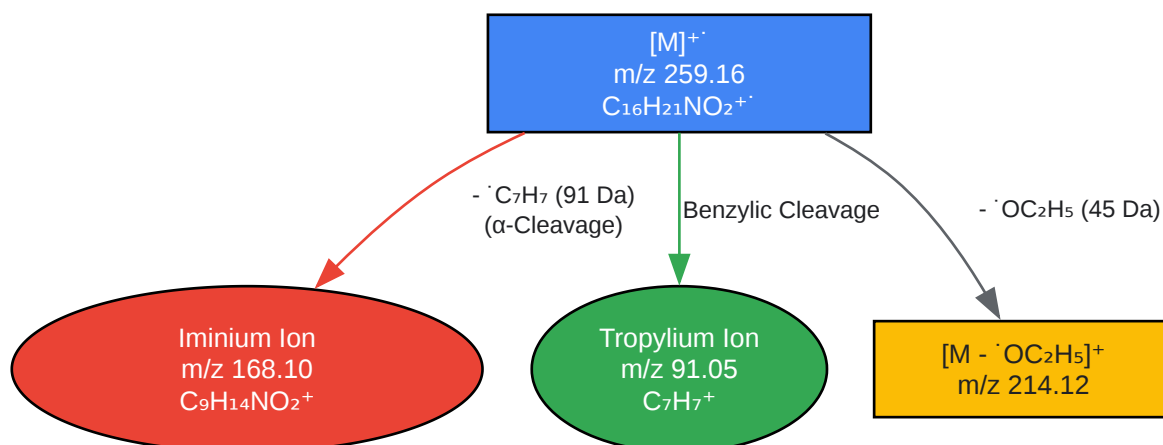 [M]⁺˙
m/z 259.16
C₁₆H₂₁NO₂⁺˙
- ˙C₇H₇ (91 Da)
(α-Cleavage)
Benzylic Cleavage
- ˙OC₂H₅ (45 Da)
Iminium Ion
m/z 168.10
C₉H₁₄NO₂⁺
Tropylium Ion
m/z 91.05
C₇H₇⁺
[M - ˙OC₂H₅]⁺
m/z 214.12